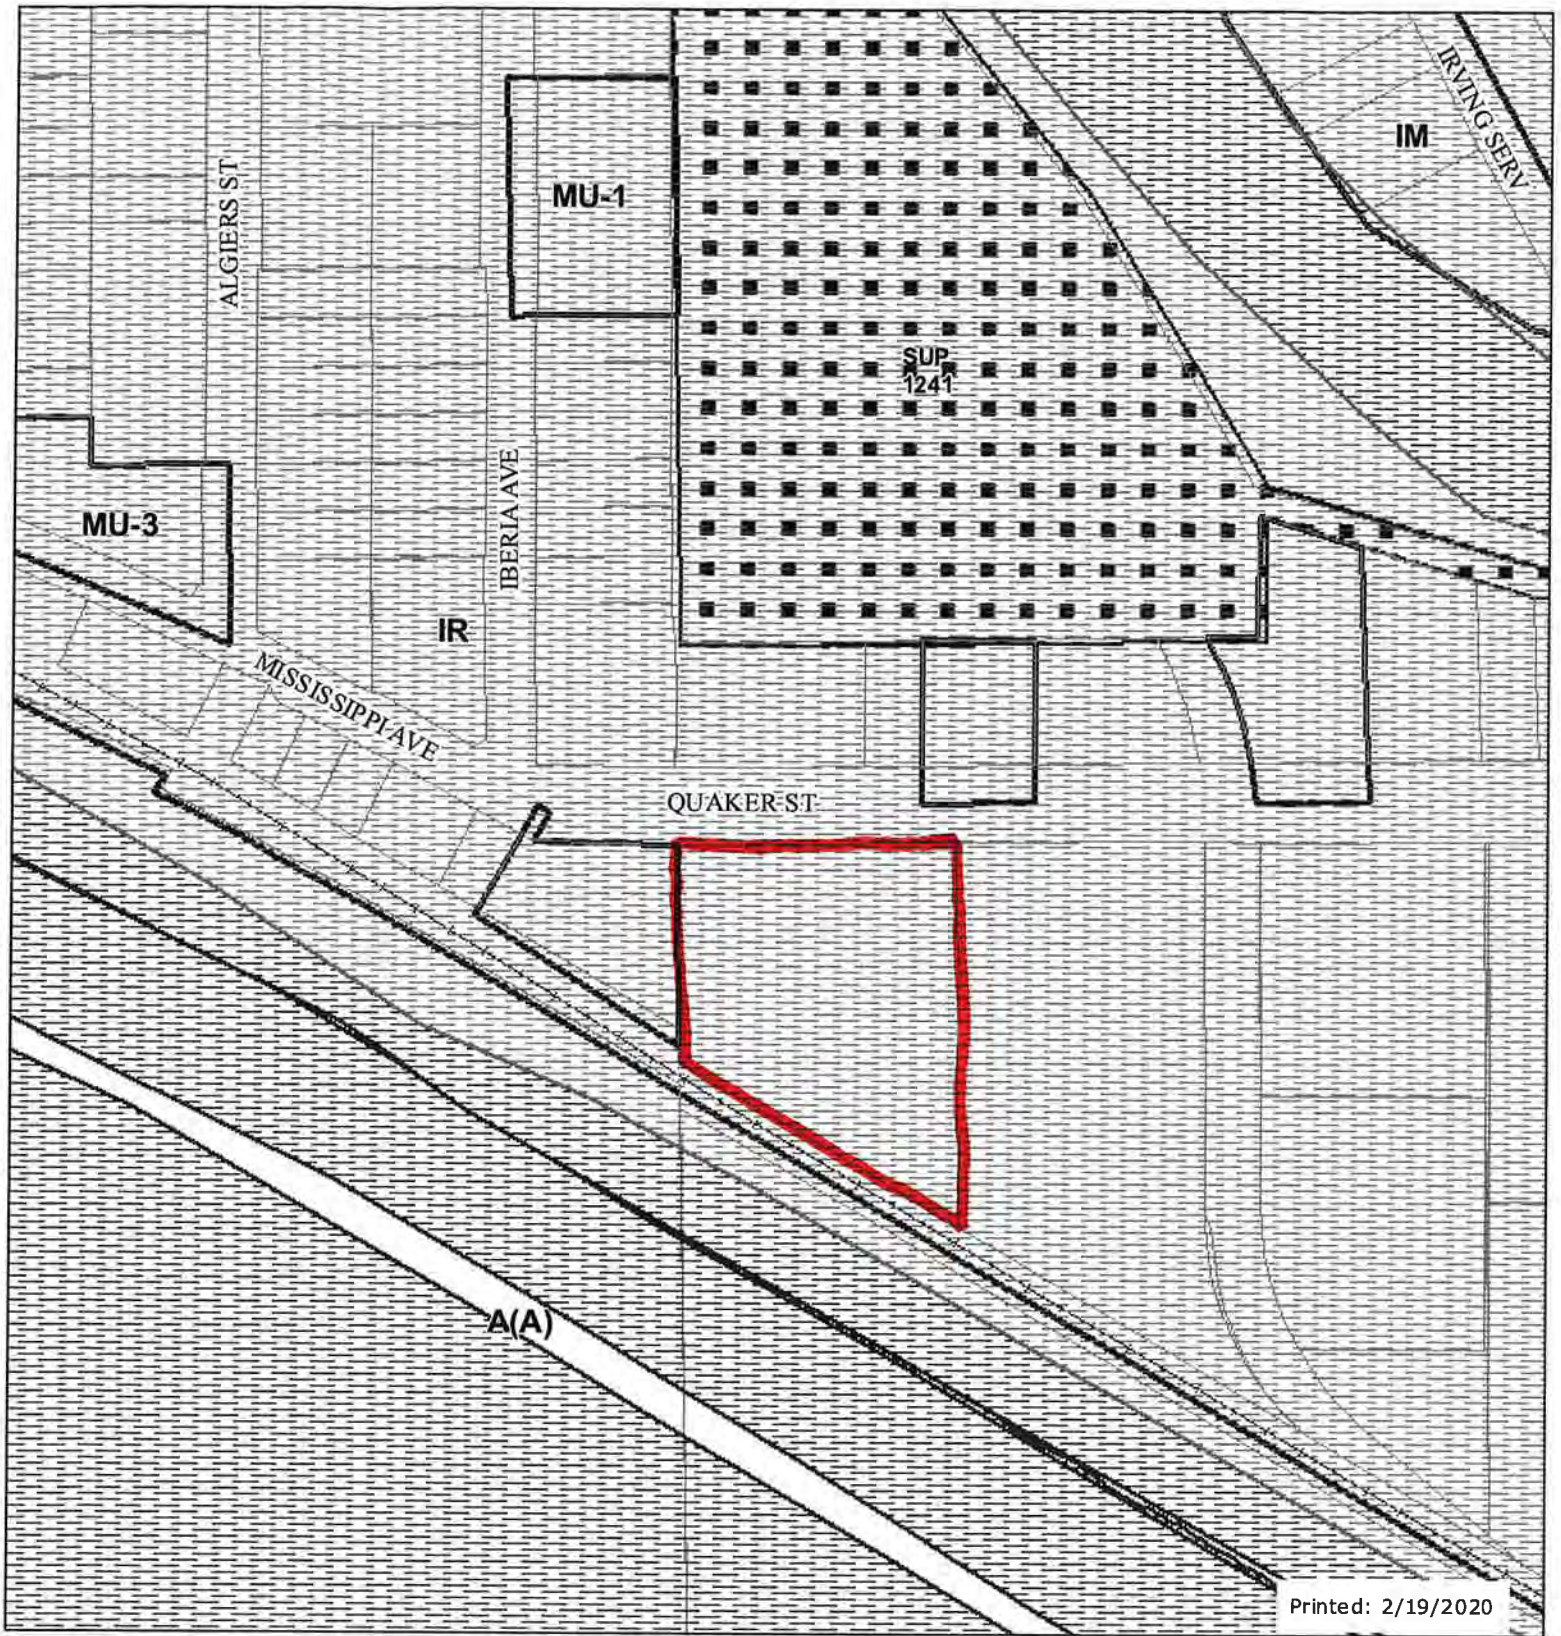 IRVING SERV
IM
MU-1
ALGIERS ST
SUP
1241
IBERIA AVE
MU-3
IR
MISSISSIPPI AVE
QUAKER ST
A(A)
Printed: 2/19/2020